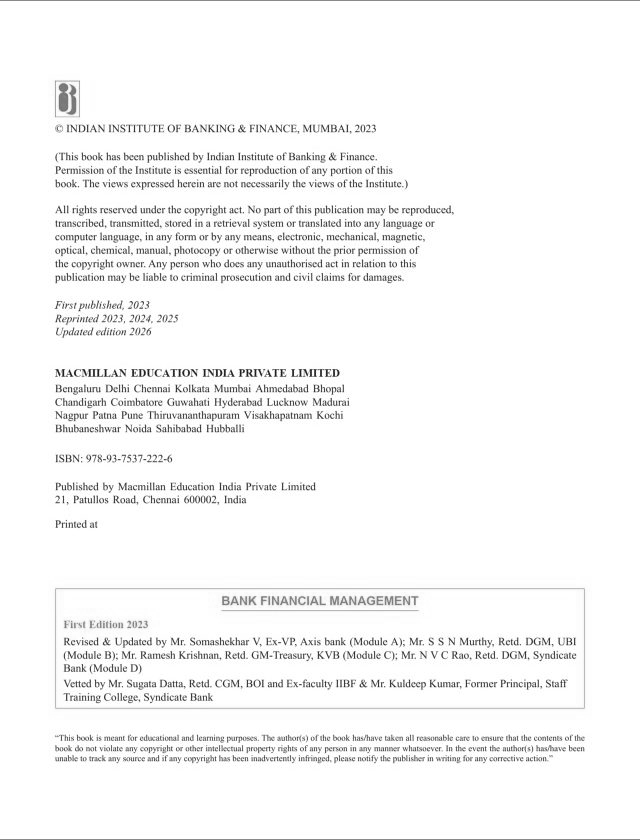 © INDIAN INSTITUTE OF BANKING & FINANCE, MUMBAI, 2023
(This book has been published by Indian Institute of Banking & Finance.
Permission of the Institute is essential for reproduction of any portion of this
book. The views expressed herein are not necessarily the views of the Institute.)
All rights reserved under the copyright act. No part of this publication may be reproduced,
transcribed, transmitted, stored in a retrieval system or translated into any language or
computer language, in any form or by any means, electronic, mechanical, magnetic,
optical, chemical, manual, photocopy or otherwise without the prior permission of
the copyright owner. Any person who does any unauthorised act in relation to this
publication may be liable to criminal prosecution and civil claims for damages.
First published, 2023
Reprinted 2023, 2024, 2025
Updated edition 2026
MACMILLAN EDUCATION INDIA PRIVATE LIMITED
Bengaluru Delhi Chennai Kolkata Mumbai Ahmedabad Bhopal
Chandigarh Coimbatore Guwahati Hyderabad Lucknow Madurai
Nagpur Patna Pune Thiruvananthapuram Visakhapatnam Kochi
Bhubaneshwar Noida Sahibabad Hubballi
ISBN: 978-93-7537-222-6
Published by Macmillan Education India Private Limited
21, Patullos Road, Chennai 600002, India
Printed at
BANK FINANCIAL MANAGEMENT
First Edition 2023
Revised & Updated by Mr. Somashekhar V, Ex-VP, Axis bank (Module A); Mr. S S N Murthy, Retd. DGM, UBI
(Module B); Mr. Ramesh Krishnan, Retd. GM-Treasury, KVB (Module C); Mr. N V C Rao, Retd. DGM, Syndicate
Bank (Module D)
Vetted by Mr. Sugata Datta, Retd. CGM, BOI and Ex-faculty IIBF & Mr. Kuldeep Kumar, Former Principal, Staff
Training College, Syndicate Bank
“This book is meant for educational and learning purposes. The author(s) of the book has/have taken all reasonable care to ensure that the contents of the
book do not violate any copyright or other intellectual property rights of any person in any manner whatsoever. In the event the author(s) has/have been
unable to track any source and if any copyright has been inadvertently infringed, please notify the publisher in writing for any corrective action.”